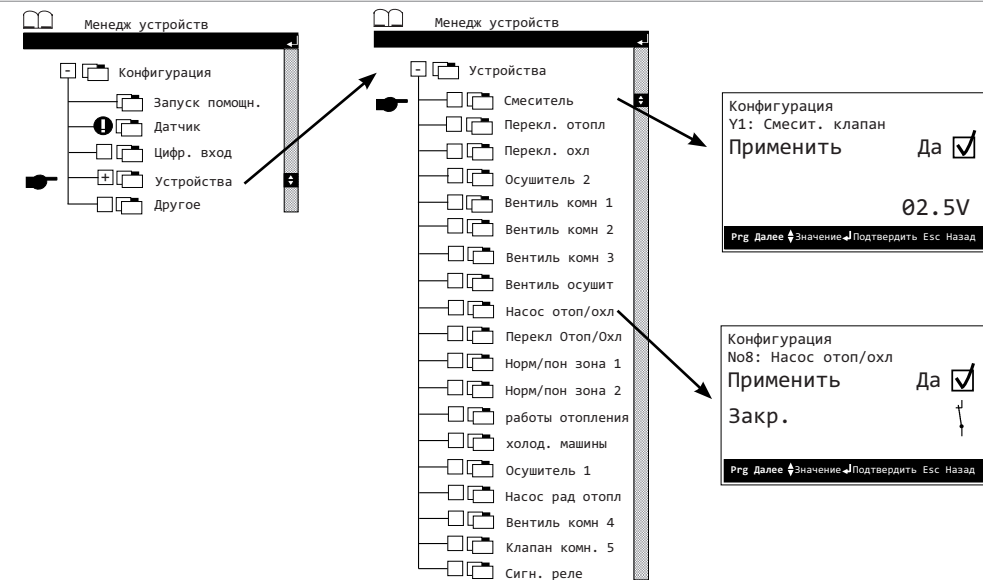 Менедж устройств
Конфигурация
Запуск помощн.
Датчик
Цифр. вход
Устройства
Другое
Менедж устройств
Устройства
Смеситель
Перекл. отопл
Перекл. охл
Осушитель 2
Вентиль комн 1
Вентиль комн 2
Вентиль комн 3
Вентиль осушит
Насос отоп/охл
Перекл Отоп/Охл
Норм/пон зона 1
Норм/пон зона 2
работы отопления
холод. машины
Осушитель 1
Насос рад отопл
Вентиль комн 4
Клапан комн. 5
Сигн. реле
Конфигурация
Y1: Смесит. клапан
Применить Да
02.5V
Prg Далее Значение Подтвердить Esc Назад
Конфигурация
No8: Насос отоп/охл
Применить Да
Закр.
Prg Далее Значение Подтвердить Esc Назад